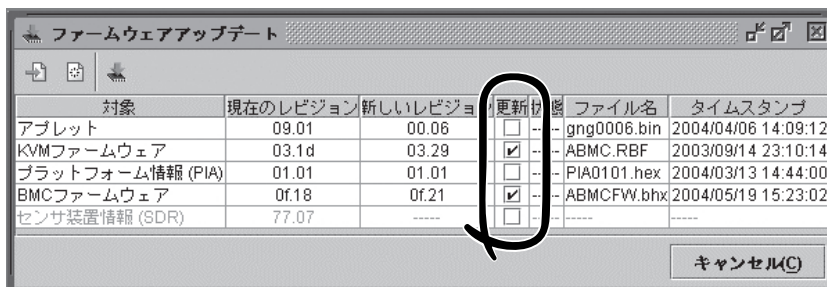 ファームウェアアップデート
対象 現在のレビジョン 新しいレビジョ 更新 状態 ファイル名 タイムスタンプ
アプレット 09.01 00.06 ----- gng0006.bin 2004/04/06 14:09:12
KVMファームウェア 03.1d 03.29 ----- ABMC.RBF 2003/09/14 23:10:14
プラットフォーム情報 (PIA) 01.01 01.01 ----- PIA0101.hex 2004/03/13 14:44:00
BMCファームウェア 0f.18 0f.21 ----- ABMCFW.bhx 2004/05/19 15:23:02
センサ装置情報 (SDR) 77.07 ----- ----- ----- -----
キャンセル(C)